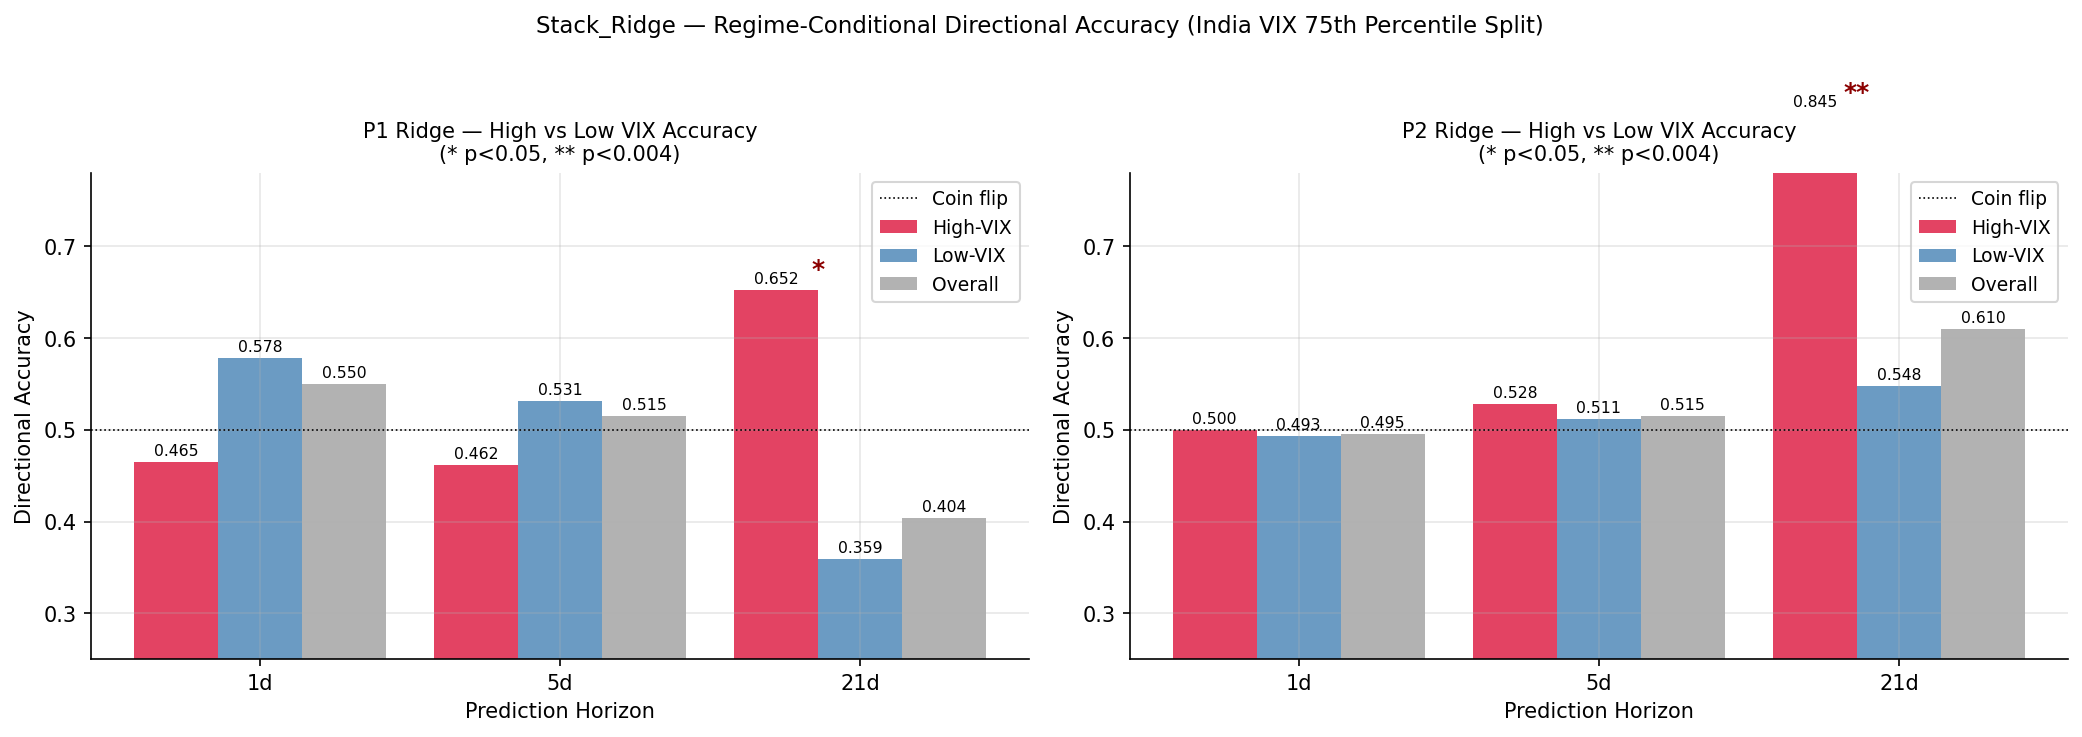 Stack_Ridge — Regime-Conditional Directional Accuracy (India VIX 75th Percentile Split)
P1 Ridge — High vs Low VIX Accuracy
(* p<0.05, ** p<0.004)
Directional Accuracy
0.7
0.6
0.5
0.4
0.3
0.465
0.578
0.550
0.462
0.531
0.515
0.652
*
0.359
0.404
Coin flip
High-VIX
Low-VIX
Overall
1d
5d
21d
Prediction Horizon
0.845
**
P2 Ridge — High vs Low VIX Accuracy
(* p<0.05, ** p<0.004)
Directional Accuracy
0.7
0.6
0.5
0.4
0.3
0.500
0.493
0.495
0.528
0.511
0.515
0.548
0.610
Coin flip
High-VIX
Low-VIX
Overall
1d
5d
21d
Prediction Horizon